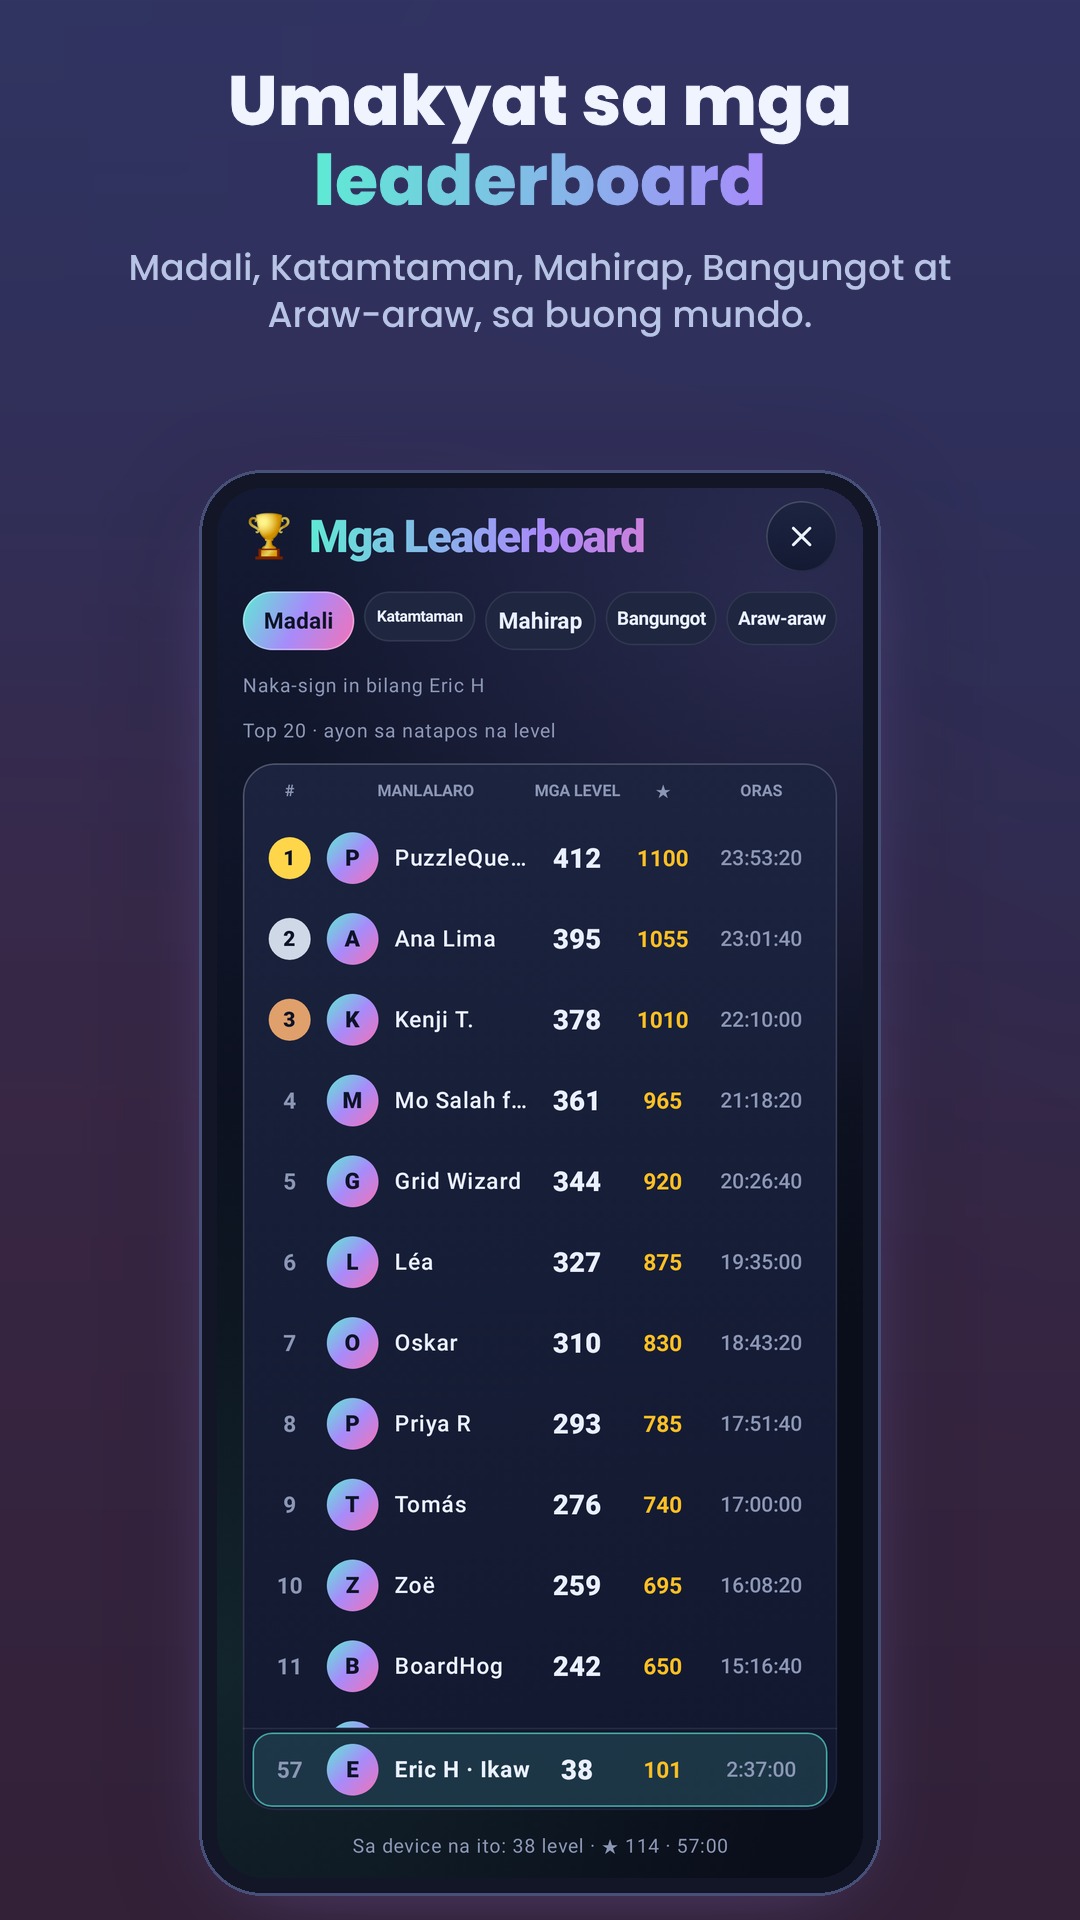 Umakyat sa mga
leaderboard
Madali, Katamtaman, Mahirap, Bangungot at
Araw-araw, sa buong mundo.
🏆 Mga Leaderboard ✕
Madali Katamtaman Mahirap Bangungot Araw-araw
Naka-sign in bilang Eric H
Top 20 · ayon sa natapos na level
# MANLALARO MGA LEVEL ★ ORAS
1 P PuzzleQue... 412 1100 23:53:20
2 A Ana Lima 395 1055 23:01:40
3 K Kenji T. 378 1010 22:10:00
4 M Mo Salah f... 361 965 21:18:20
5 G Grid Wizard 344 920 20:26:40
6 L Léa 327 875 19:35:00
7 O Oskar 310 830 18:43:20
8 P Priya R 293 785 17:51:40
9 T Tomás 276 740 17:00:00
10 Z Zoë 259 695 16:08:20
11 B BoardHog 242 650 15:16:40
57 E Eric H · Ikaw 38 101 2:37:00
Sa device na ito: 38 level · ★ 114 · 57:00